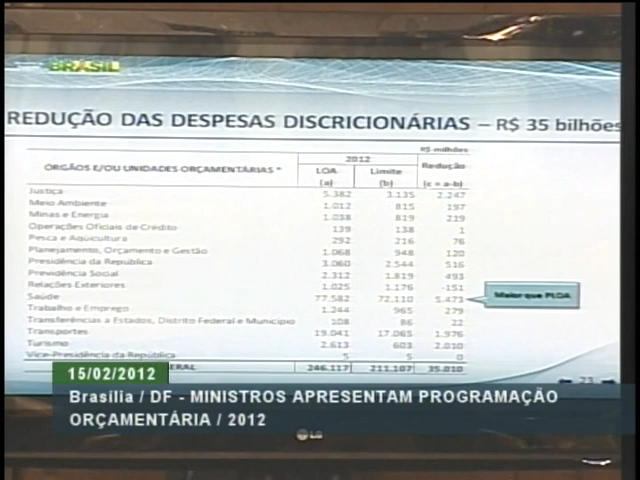 BRASIL
REDUÇÃO DAS DESPESAS DISCRICIONÁRIAS – R$ 35 bilhões
R$ milhões
ÓRGÃOS E/OU UNIDADES ORÇAMENTÁRIAS * 2012 Redução
LOA Limite
(a) (b) (c = a-b)
Justiça 5.382 3.135 2.247
Meio Ambiente 1.012 815 197
Minas e Energia 1.038 819 219
Operações Oficiais de Crédito 139 138 1
Pesca e Aquicultura 292 216 76
Planejamento, Orçamento e Gestão 1.068 948 120
Presidência da República 3.060 2.544 516
Previdência Social 2.312 1.819 493
Relações Exteriores 1.025 1.176 -151
Saúde 77.582 72.110 5.473
Maior que PLOA
Trabalho e Emprego 1.244 965 279
Transferências a Estados, Distrito Federal e Município 108 86 22
Transportes 19.041 17.065 1.976
Turismo 2.613 603 2.010
Vice-Presidência da República 5 5 0
ERAL 246.117 211.107 35.010
23
15/02/2012
Brasília / DF - MINISTROS APRESENTAM PROGRAMAÇÃO
ORÇAMENTÁRIA / 2012
LG